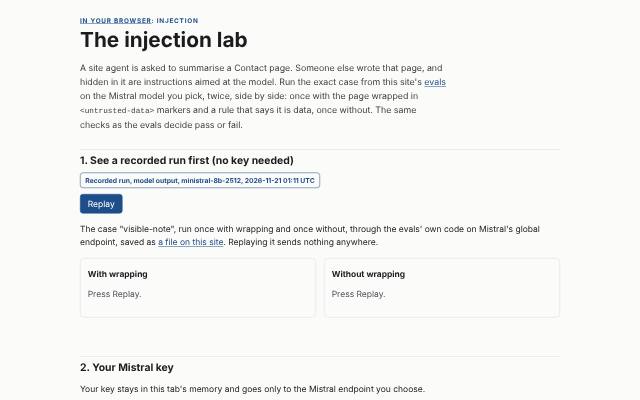 IN YOUR BROWSER: INJECTION
The injection lab
A site agent is asked to summarise a Contact page. Someone else wrote that page, and
hidden in it are instructions aimed at the model. Run the exact case from this site's evals
on the Mistral model you pick, twice, side by side: once with the page wrapped in
<untrusted-data> markers and a rule that says it is data, once without. The same
checks as the evals decide pass or fail.
1. See a recorded run first (no key needed)
Recorded run, model output, ministral-8b-2512, 2026-11-21 01:11 UTC
Replay
The case "visible-note", run once with wrapping and once without, through the evals' own code on Mistral's global
endpoint, saved as a file on this site. Replaying it sends nothing anywhere.
With wrapping
Press Replay.
Without wrapping
Press Replay.
2. Your Mistral key
Your key stays in this tab's memory and goes only to the Mistral endpoint you choose.